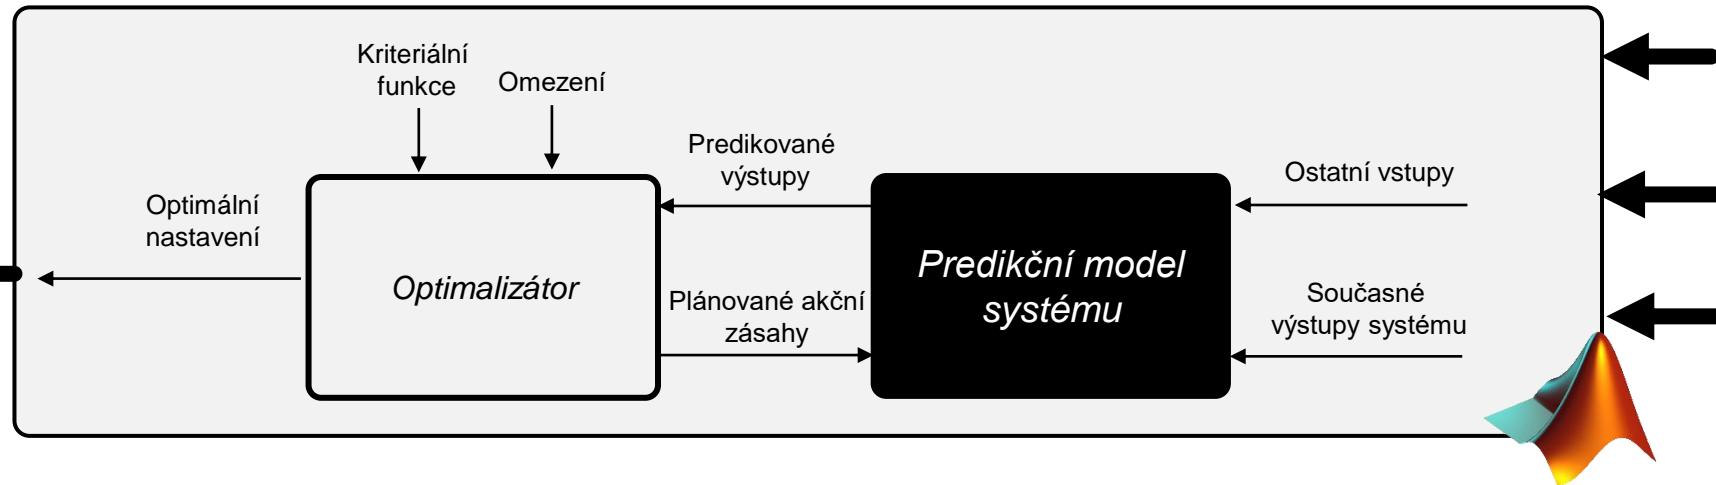 Kriteriální
funkce
Omezení
Predikované
výstupy
Ostatní vstupy
Optimální
nastavení
Optimalizátor
Predikční model
systému
Plánované akční
zásahy
Současné
výstupy systému